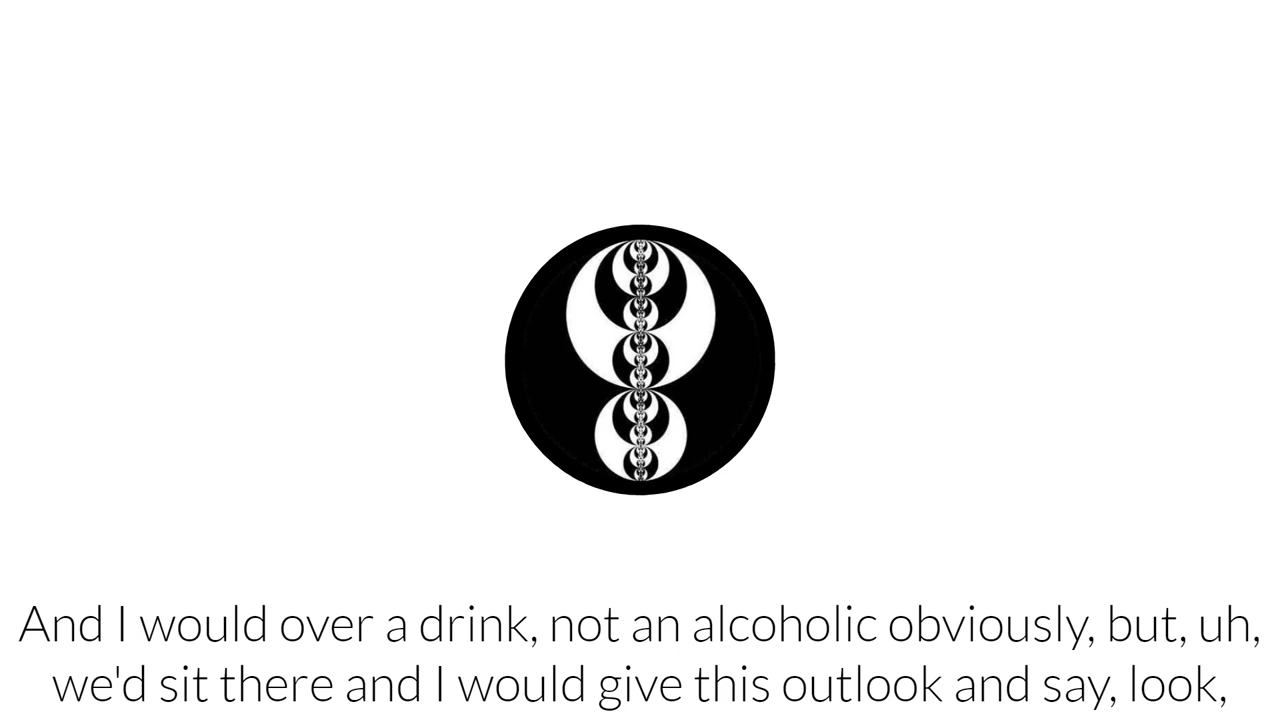 And I would over a drink, not an alcoholic obviously, but, uh,
we'd sit there and I would give this outlook and say, look,